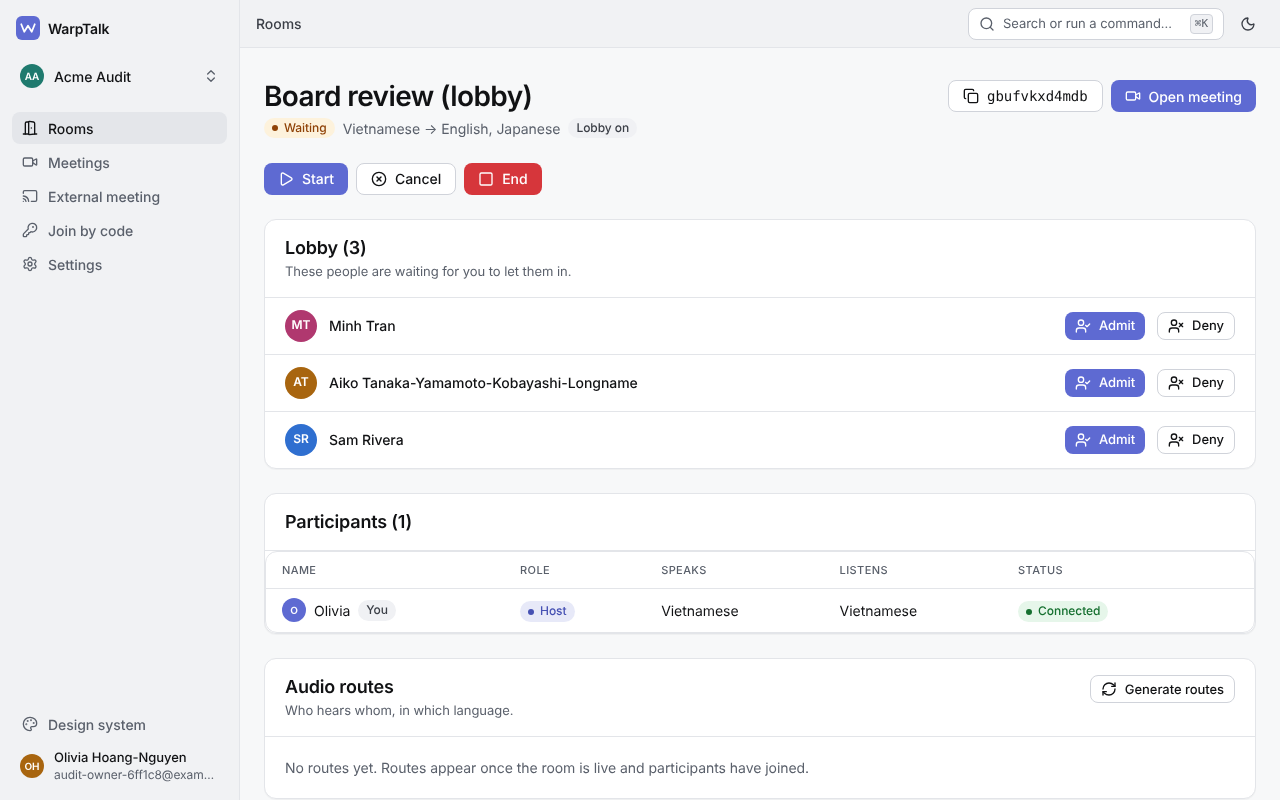 WarpTalk
Rooms
Search or run a command...
⌘K
AA
Acme Audit
Rooms
Meetings
External meeting
Join by code
Settings
Design system
OH
Olivia Hoang-Nguyen
audit-owner-6ff1c8@exam...
Board review (lobby)
gbufvkxd4mdb
Open meeting
Waiting
Vietnamese → English, Japanese
Lobby on
Start
Cancel
End
Lobby (3)
These people are waiting for you to let them in.
MT
Minh Tran
Admit
Deny
AT
Aiko Tanaka-Yamamoto-Kobayashi-Longname
Admit
Deny
SR
Sam Rivera
Admit
Deny
Participants (1)
NAME ROLE SPEAKS LISTENS STATUS
O Olivia You Host Vietnamese Vietnamese Connected
Audio routes
Who hears whom, in which language.
Generate routes
No routes yet. Routes appear once the room is live and participants have joined.